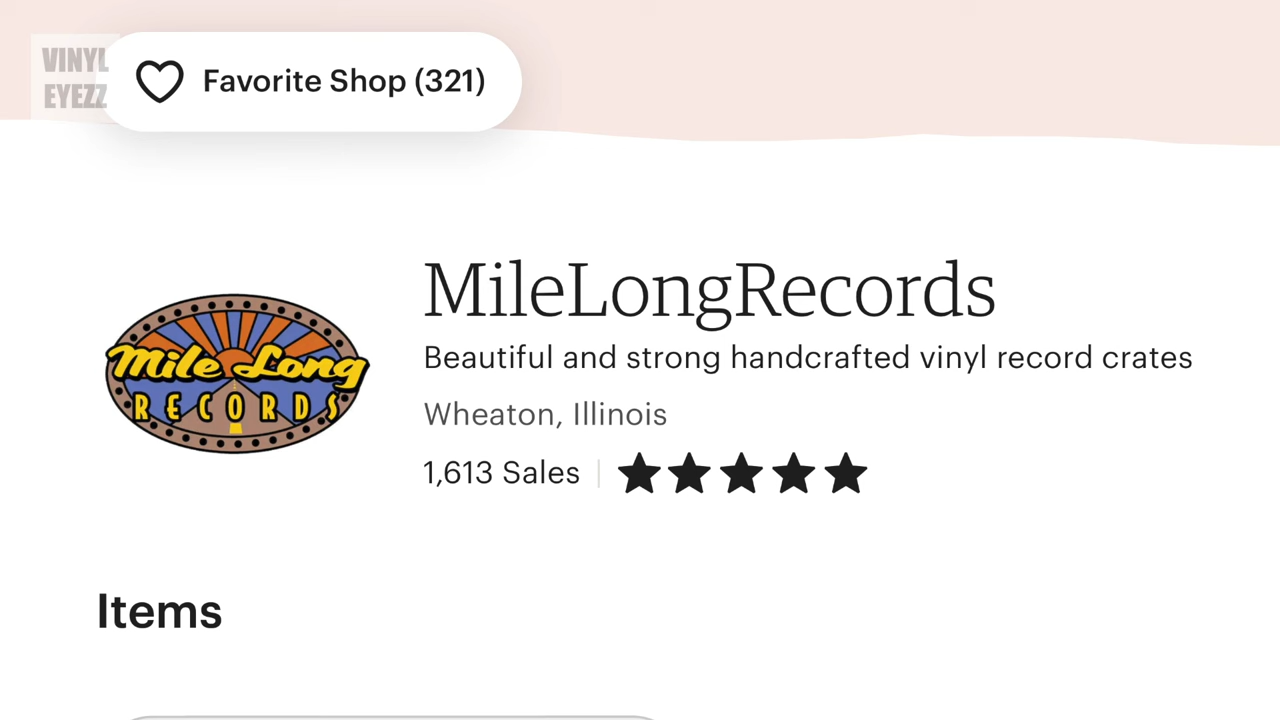 VINYL
EYEZZ
Favorite Shop (321)
MileLongRecords
Beautiful and strong handcrafted vinyl record crates
Mile Long
RECORDS
Wheaton, Illinois
1,613 Sales
Items